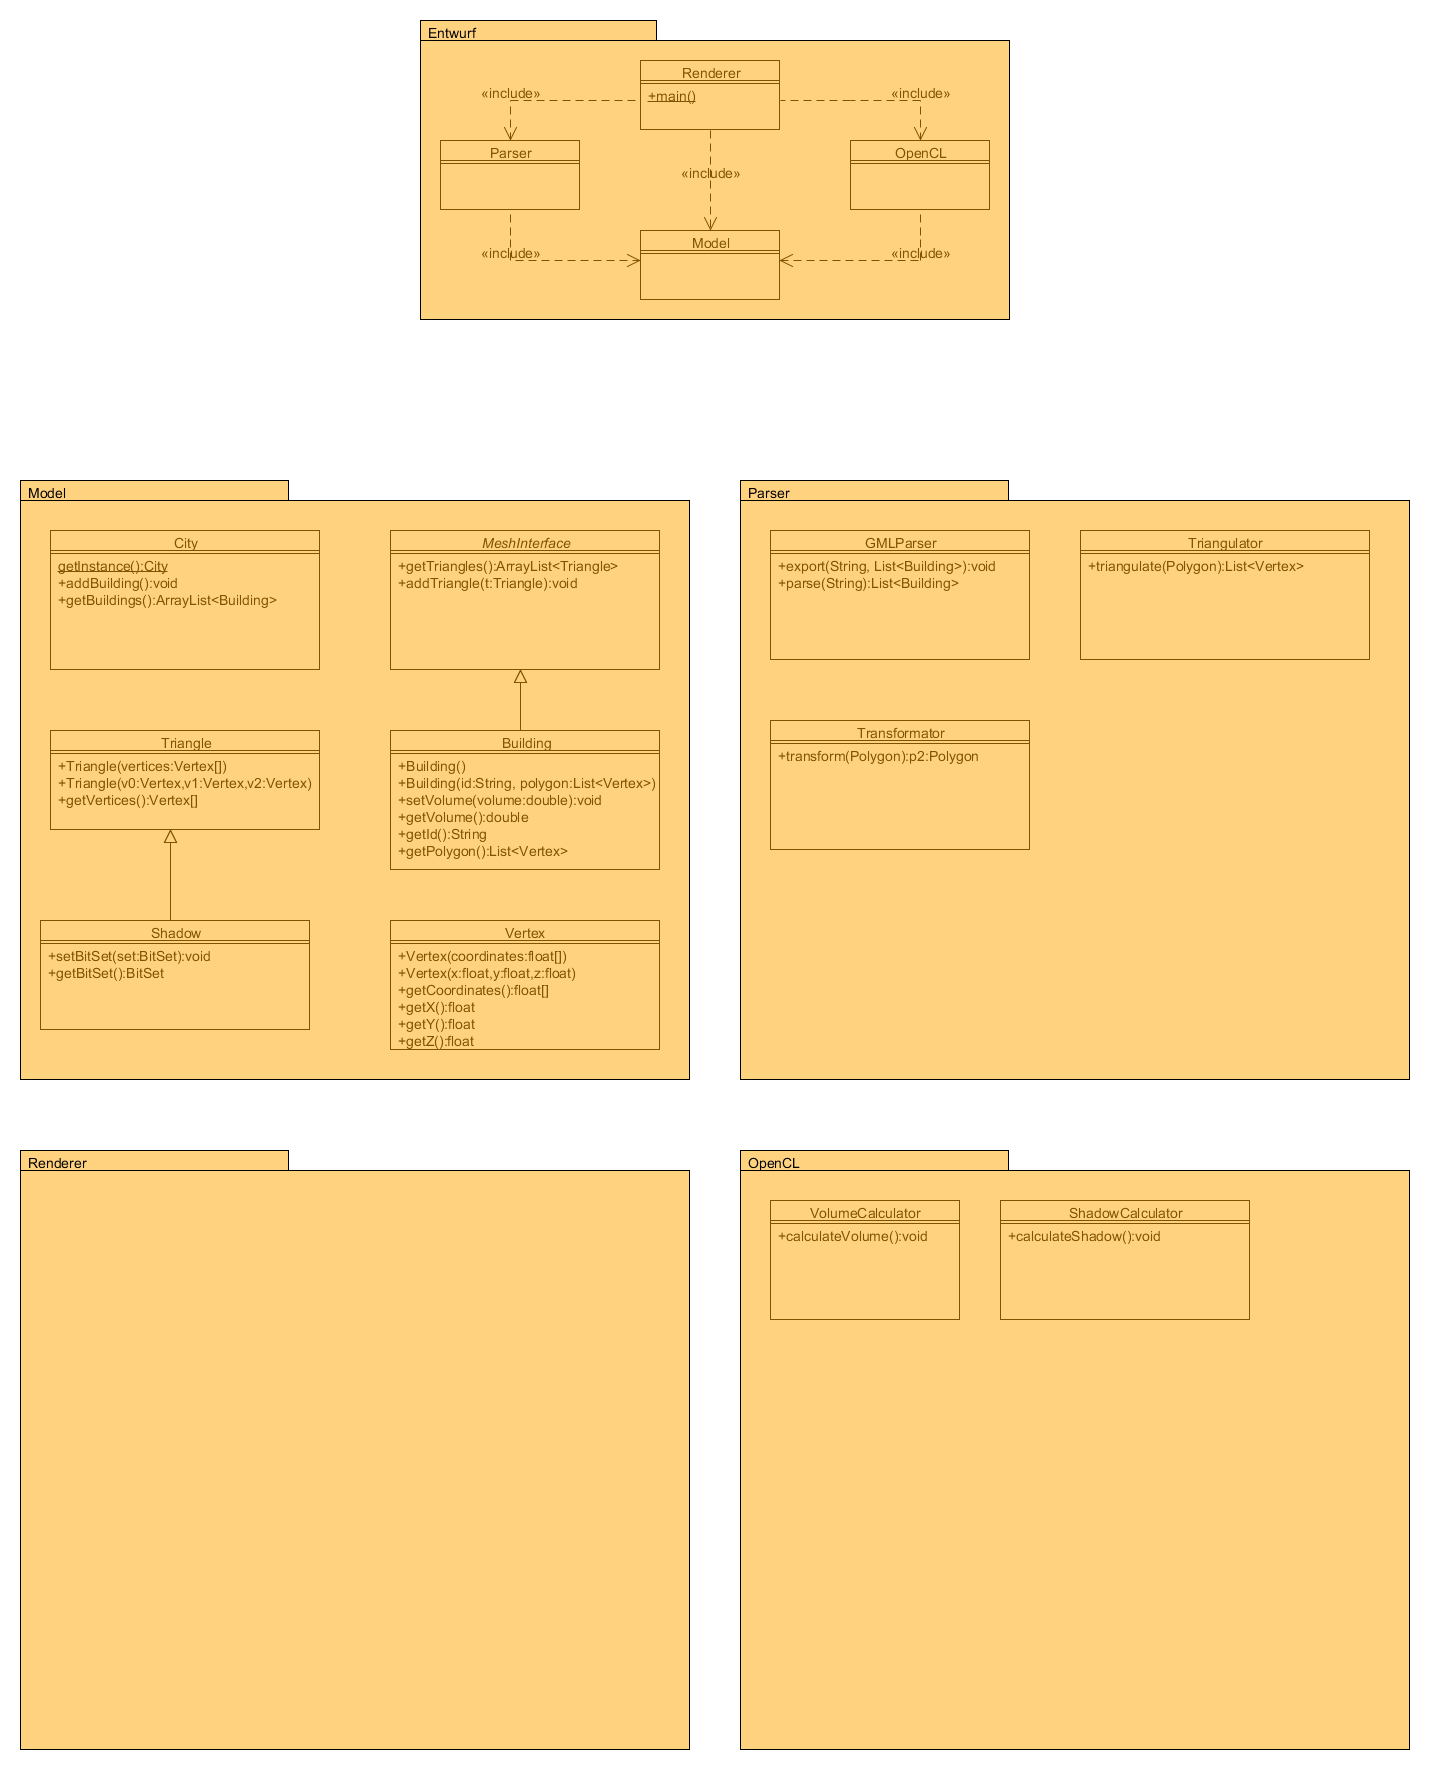 Entwurf
Renderer
+main()
«include»
«include»
Parser
OpenCL
«include»
Model
«include»
«include»
Model
City
getInstance():City
+addBuilding():void
+getBuildings():ArrayList<Building>
MeshInterface
+getTriangles():ArrayList<Triangle>
+addTriangle(t:Triangle):void
Triangle
+Triangle(vertices:Vertex[])
+Triangle(v0:Vertex,v1:Vertex,v2:Vertex)
+getVertices():Vertex[]
Building
+Building()
+Building(id:String, polygon:List<Vertex>)
+setVolume(volume:double):void
+getVolume():double
+getId():String
+getPolygon():List<Vertex>
Shadow
+setBitSet(set:BitSet):void
+getBitSet():BitSet
Vertex
+Vertex(coordinates:float[])
+Vertex(x:float,y:float,z:float)
+getCoordinates():float[]
+getX():float
+getY():float
+getZ():float
Parser
GMLParser
+export(String, List<Building>):void
+parse(String):List<Building>
Triangulator
+triangulate(Polygon):List<Vertex>
Transformator
+transform(Polygon):p2:Polygon
Renderer
OpenCL
VolumeCalculator
+calculateVolume():void
ShadowCalculator
+calculateShadow():void